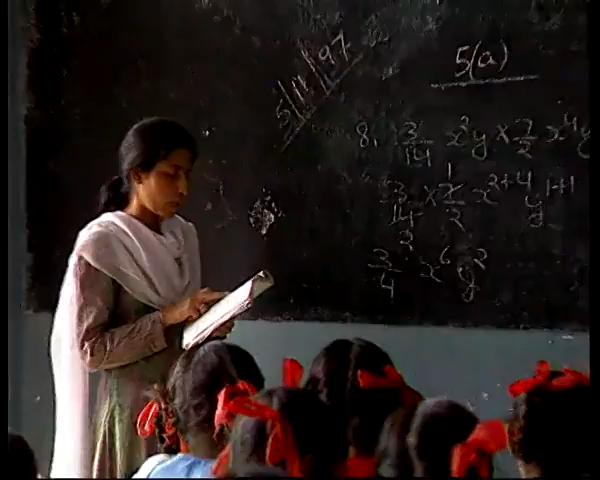 5/11/97
5(a)
8. 3/14 x²y × 7/2 x⁴y
3/14 × 7/2 x²⁺⁴ y¹⁺¹
3/4 x⁶ y²